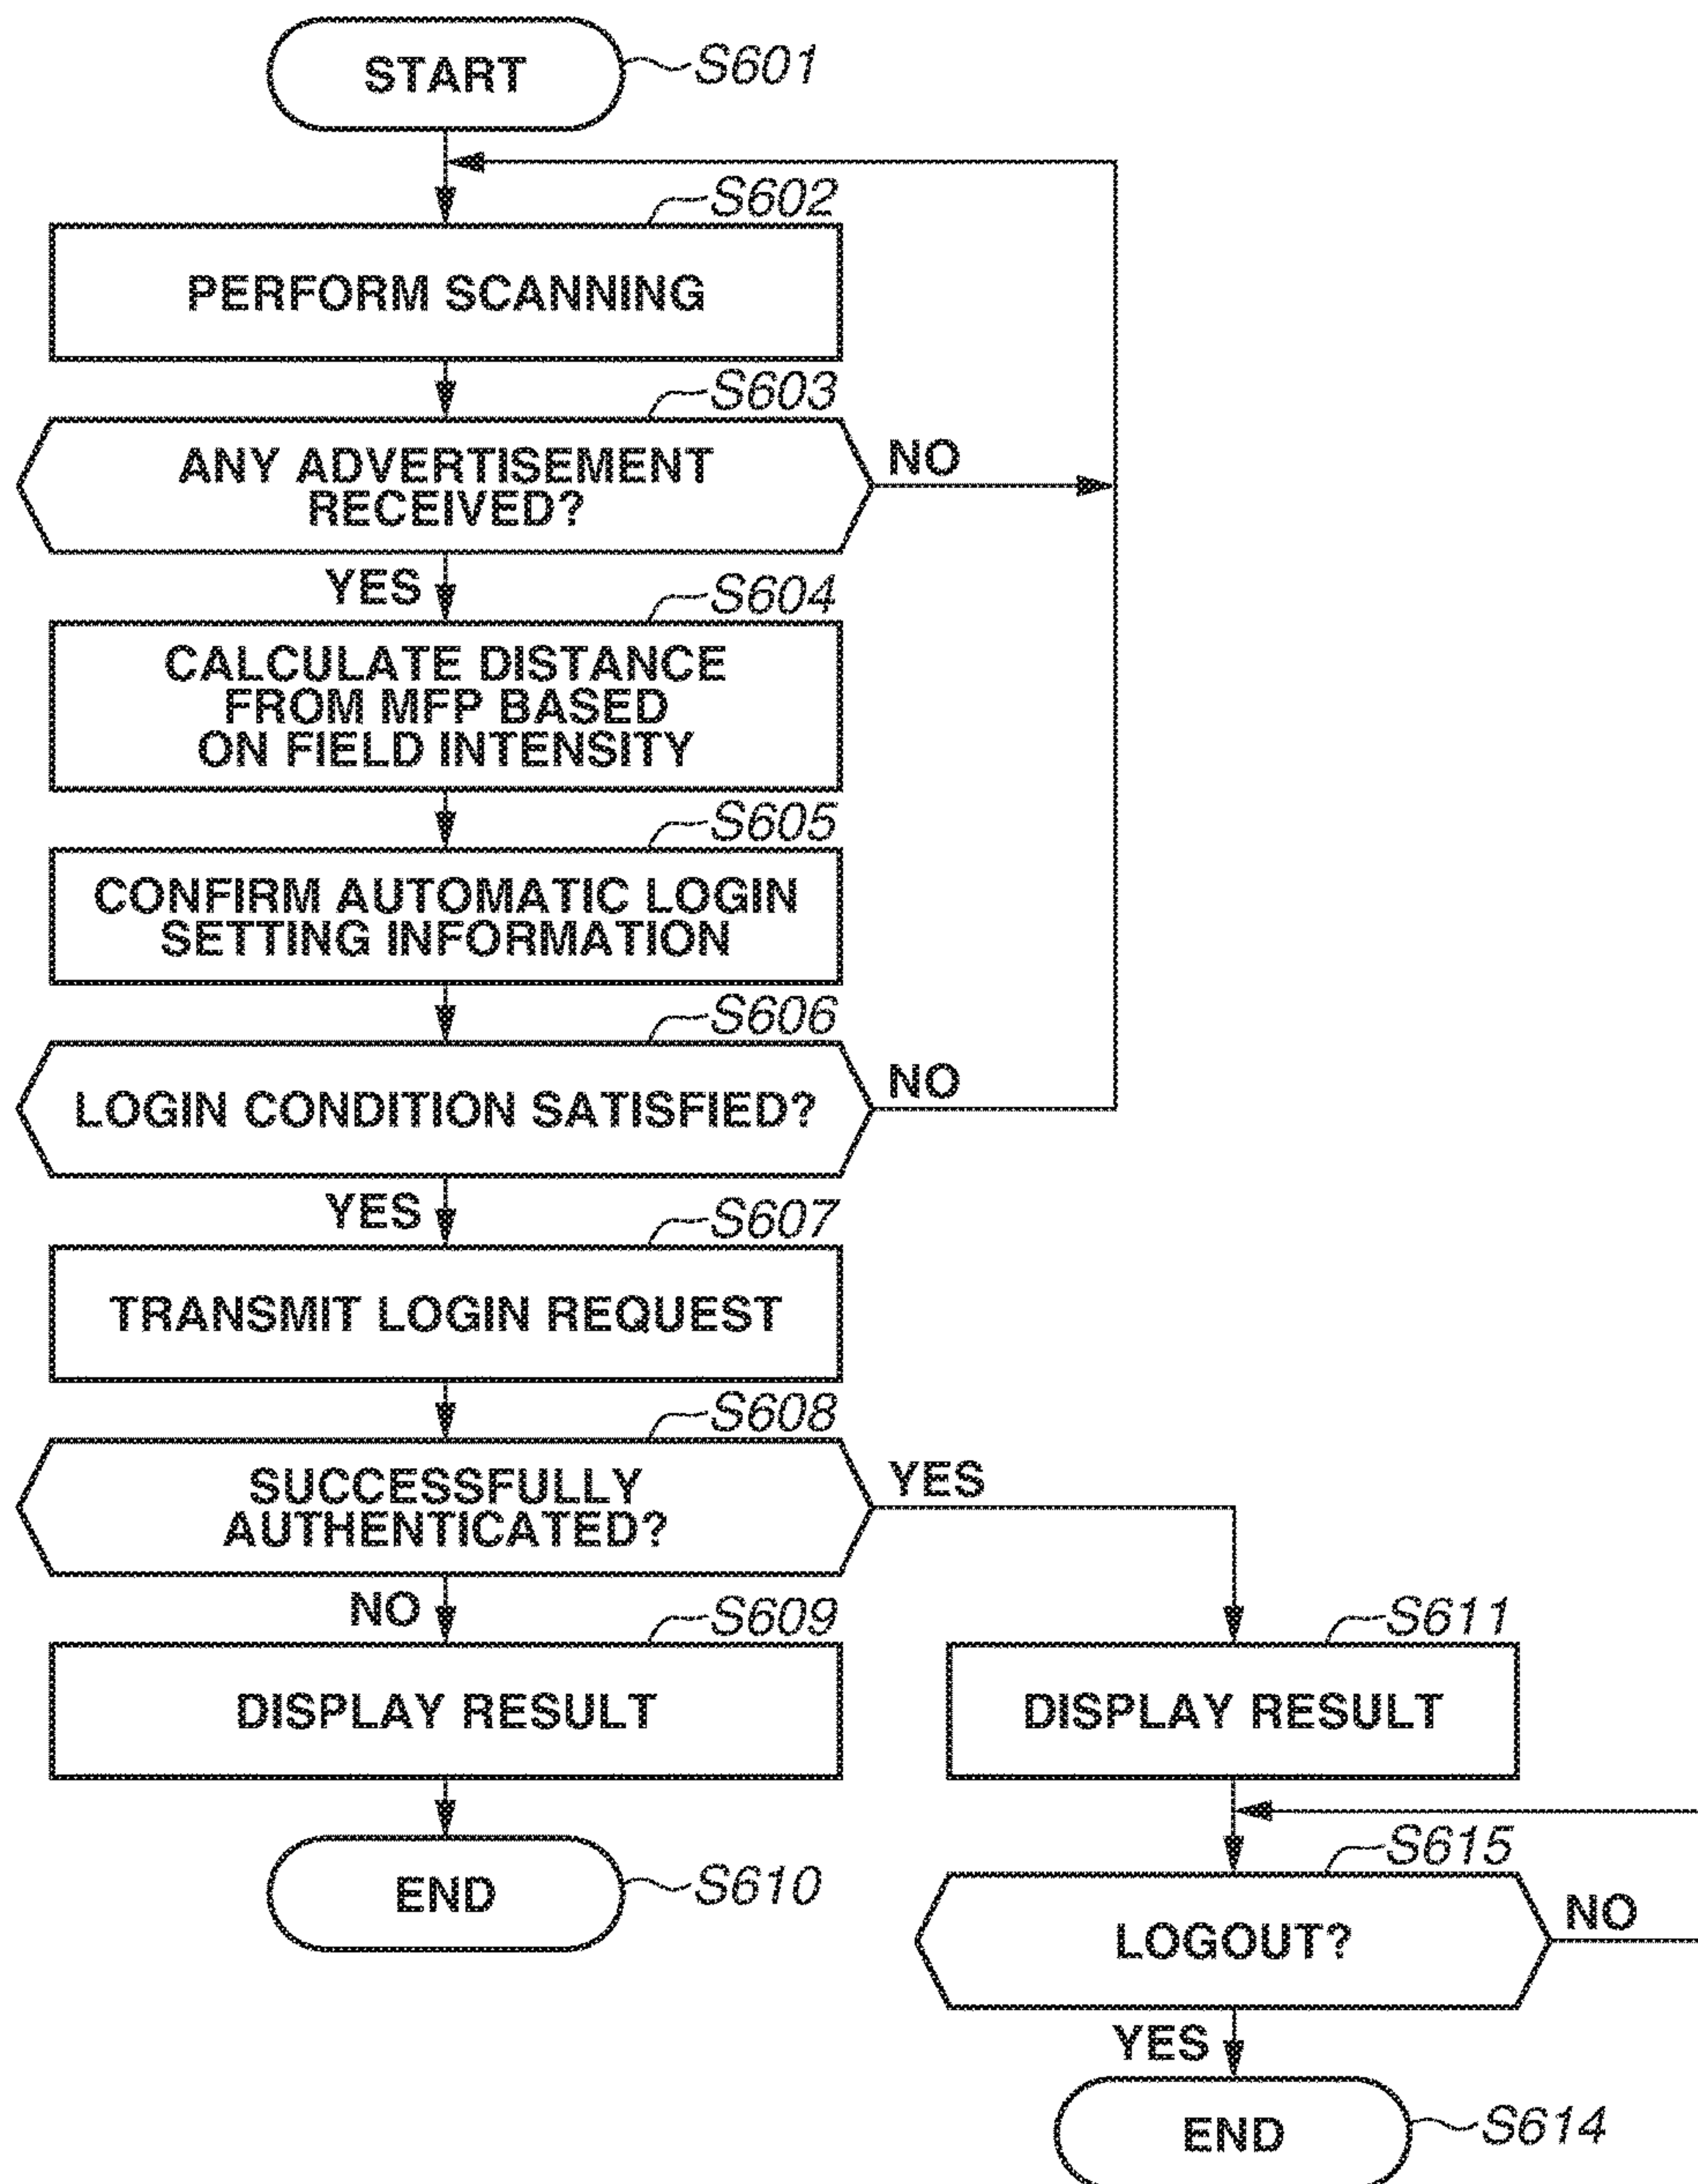 START
S601
S602
PERFORM SCANNING
S603
ANY ADVERTISEMENT
RECEIVED?
NO
YES
S604
CALCULATE DISTANCE
FROM MFP BASED
ON FIELD INTENSITY
S605
CONFIRM AUTOMATIC LOGIN
SETTING INFORMATION
S606
LOGIN CONDITION SATISFIED?
NO
YES
S607
TRANSMIT LOGIN REQUEST
S608
SUCCESSFULLY
AUTHENTICATED?
YES
NO
S609
DISPLAY RESULT
S611
DISPLAY RESULT
END
S610
S615
LOGOUT?
NO
YES
END
S614